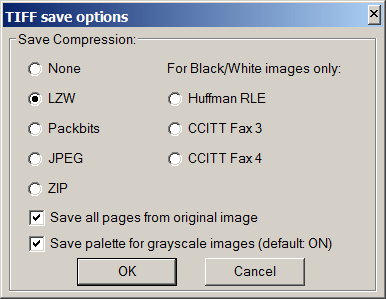 TIFF save options
Save Compression:
None
For Black/White images only:
LZW
Huffman RLE
Packbits
CCITT Fax 3
JPEG
CCITT Fax 4
ZIP
Save all pages from original image
Save palette for grayscale images (default: ON)
OK
Cancel